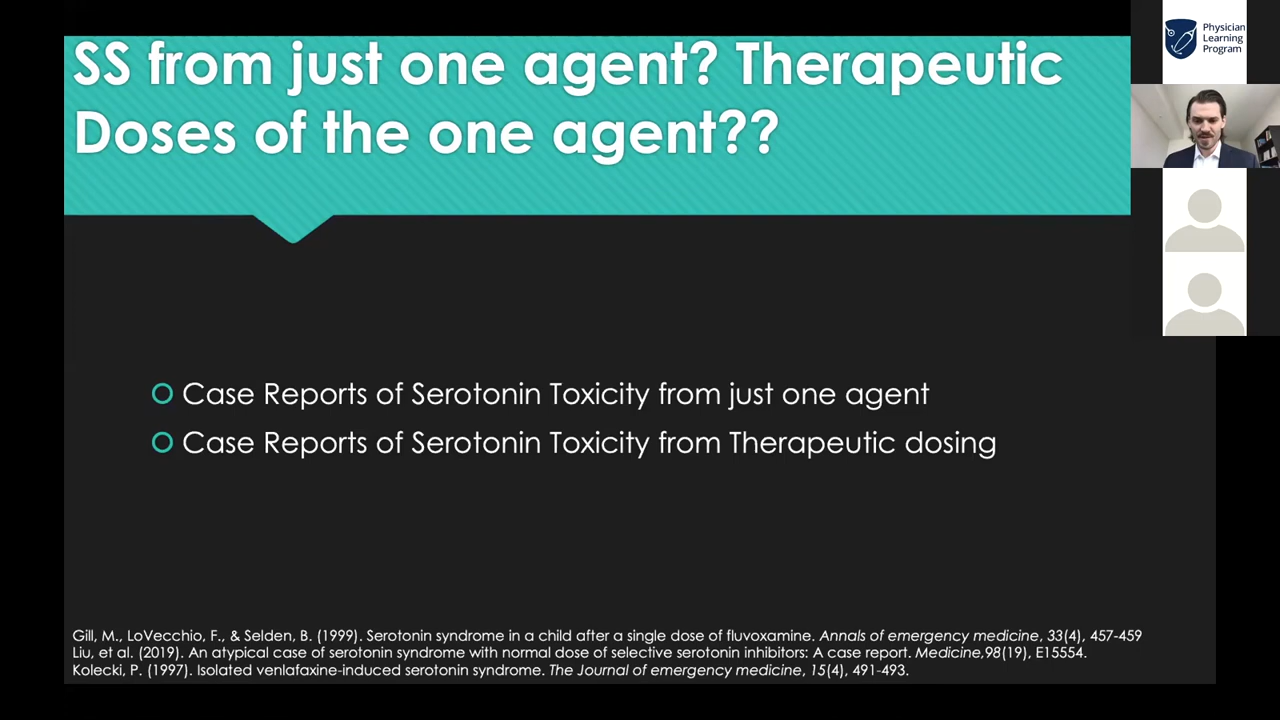 SS from just one agent? Therapeutic
Doses of the one agent??
Physician
Learning
Program
Case Reports of Serotonin Toxicity from just one agent
Case Reports of Serotonin Toxicity from Therapeutic dosing
Gill, M., LoVecchio, F., & Selden, B. (1999). Serotonin syndrome in a child after a single dose of fluvoxamine. Annals of emergency medicine, 33(4), 457-459
Liu, et al. (2019). An atypical case of serotonin syndrome with normal dose of selective serotonin inhibitors: A case report. Medicine,98(19), E15554.
Kolecki, P. (1997). Isolated venlafaxine-induced serotonin syndrome. The Journal of emergency medicine, 15(4), 491-493.